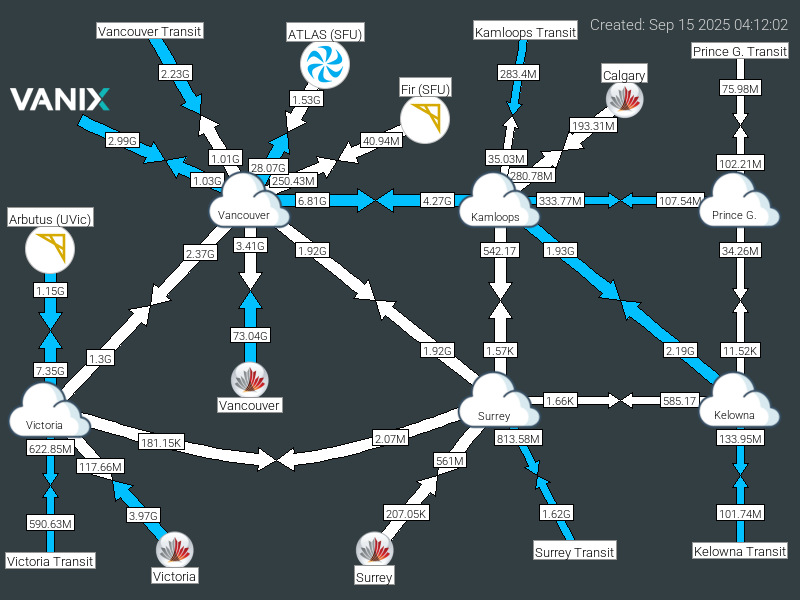 Created: Sep 15 2025 04:12:02
Vancouver Transit
ATLAS (SFU)
Kamloops Transit
Prince G. Transit
2.23G
283.4M
Calgary
75.98M
Fir (SFU)
VANIX
1.53G
193.31M
2.99G
40.94M
1.01G
35.03M
102.21M
28.07G
1.03G
250.43M
280.78M
6.81G
4.27G
333.77M
107.54M
Vancouver
Kamloops
Prince G.
Arbutus (UVic)
2.37G
3.41G
1.92G
542.17
1.93G
34.26M
1.15G
73.04G
1.3G
1.92G
1.57K
2.19G
11.52K
7.35G
Vancouver
1.66K
585.17
Victoria
Surrey
Kelowna
622.85M
181.15K
2.07M
813.58M
133.95M
117.66M
561M
590.63M
3.97G
207.05K
1.62G
101.74M
Victoria Transit
Victoria
Surrey
Surrey Transit
Kelowna Transit